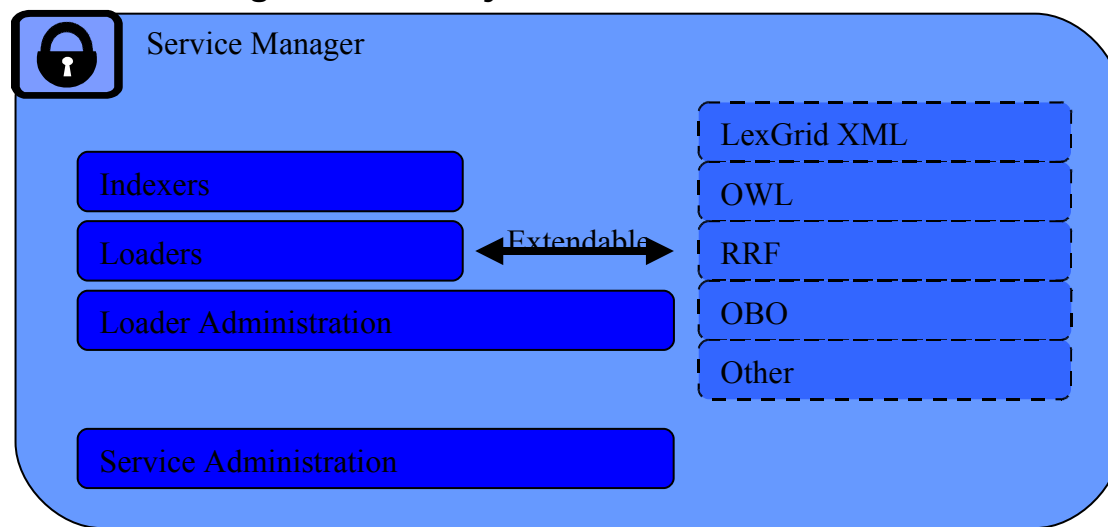 Service Manager
Indexers
Loaders
Loader Administration
Service Administration
Extendable
LexGrid XML
OWL
RRF
OBO
Other